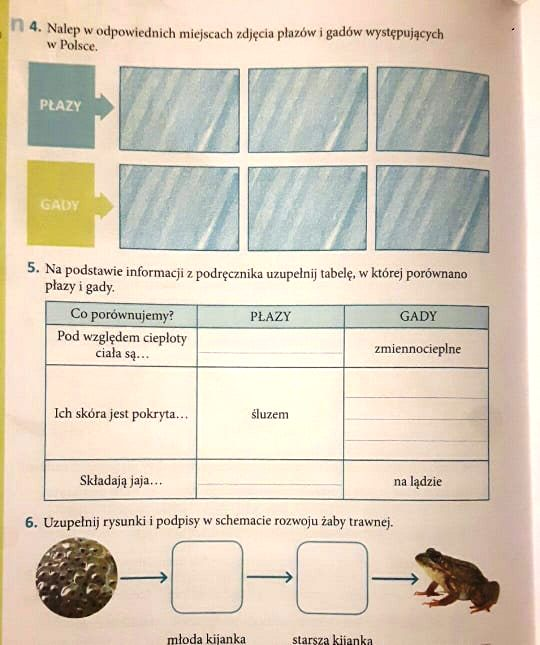 n 4. Nalep w odpowiednich miejscach zdjęcia płazów i gadów występujących
w Polsce.
PŁAZY
GADY
5. Na podstawie informacji z podręcznika uzupełnij tabelę, w której porównano
płazy i gady.
Co porównujemy? PŁAZY GADY
Pod względem ciepłoty
ciała są... zmiennocieplne
Ich skóra jest pokryta... śluzem
Składają jaja... na lądzie
6. Uzupełnij rysunki i podpisy w schemacie rozwoju żaby trawnej.
młoda kijanka starsza kijanka